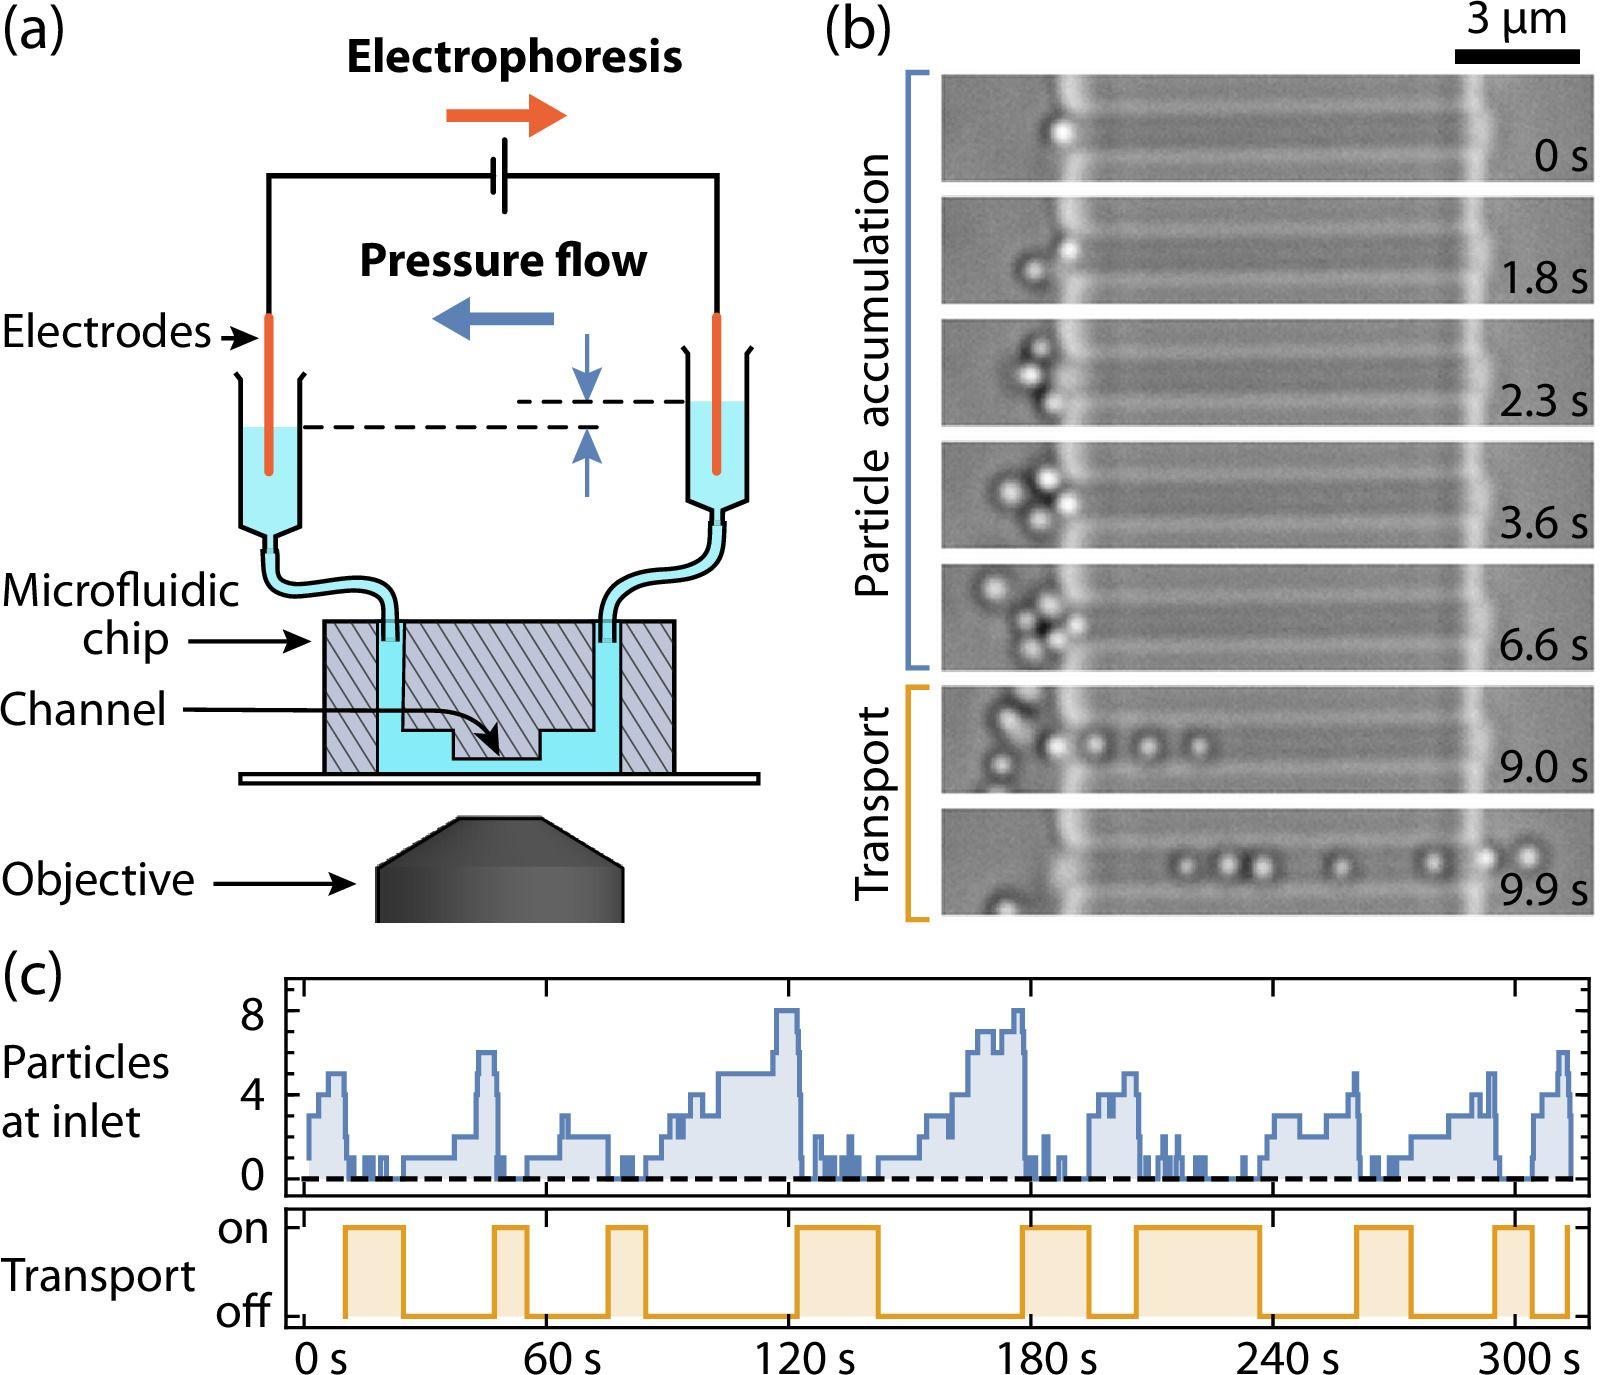 (a)
Electrophoresis
Pressure flow
Electrodes
Microfluidic
chip
Channel
Objective
(b)
3 μm
Particle accumulation
0 s
1.8 s
2.3 s
3.6 s
6.6 s
Transport
9.0 s
9.9 s
(c)
Particles
at inlet
8
4
0
Transport
on
off
0 s
60 s
120 s
180 s
240 s
300 s